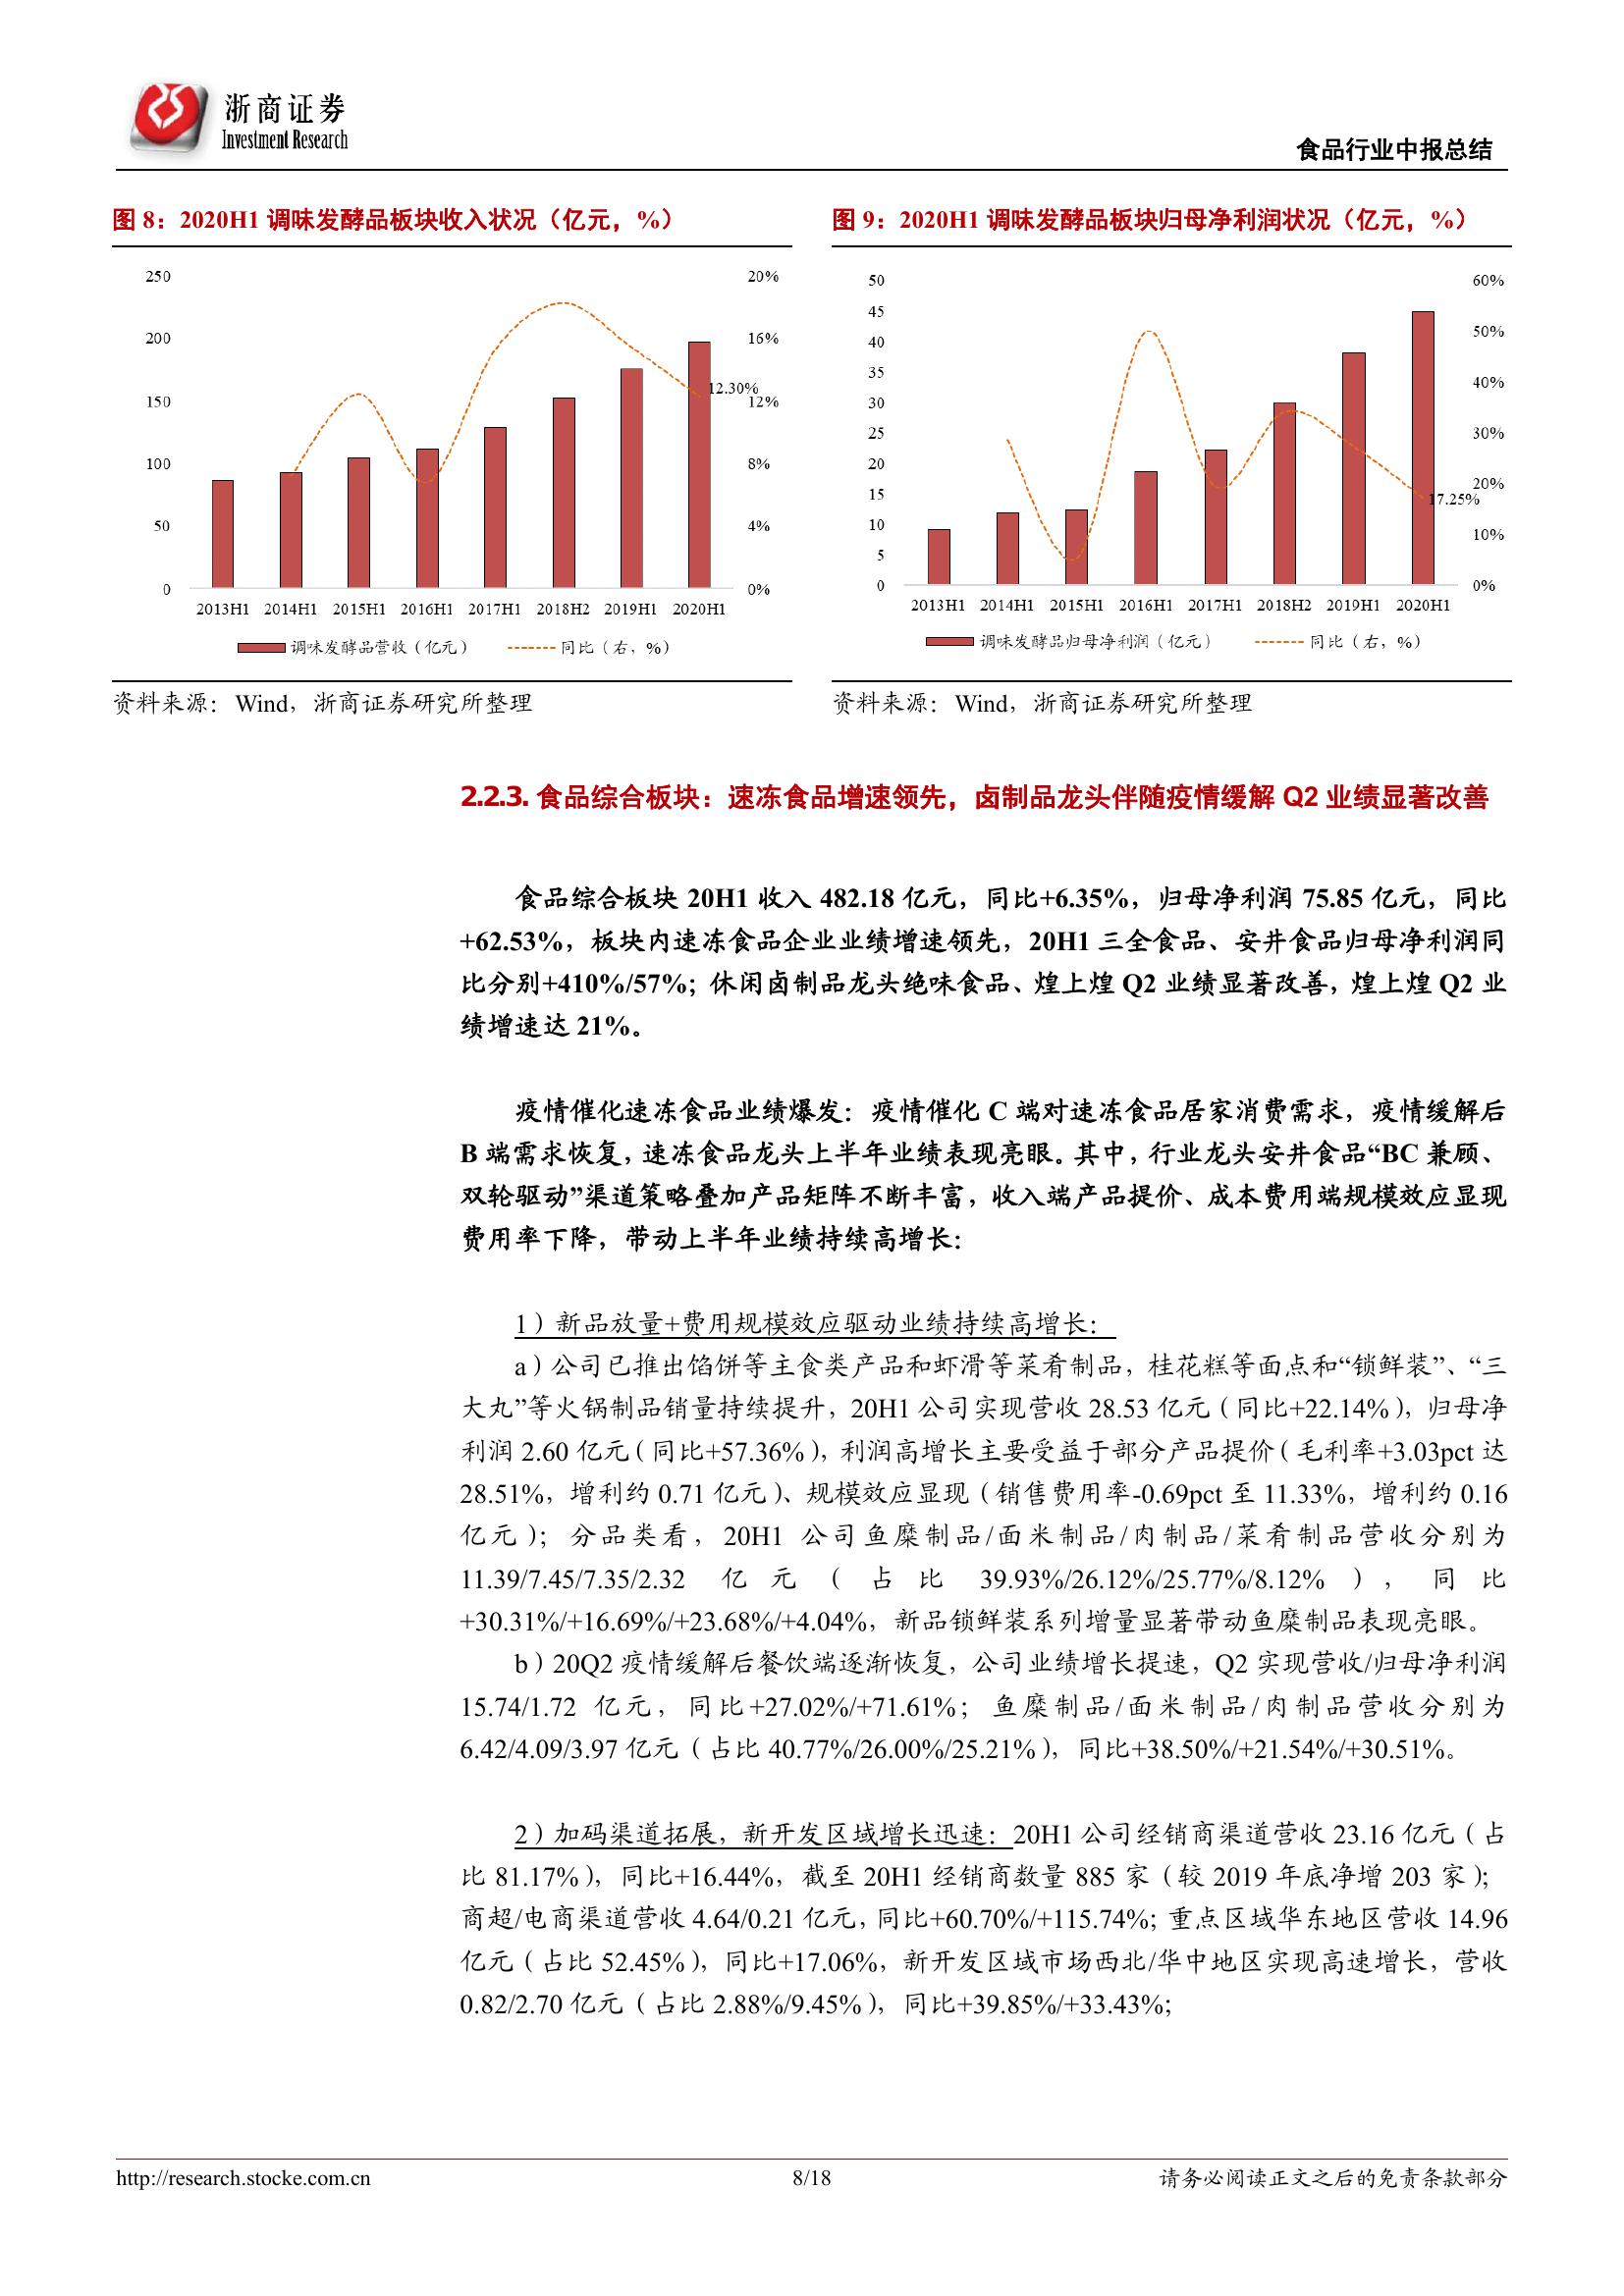 浙商证券
Investment Research
食品行业中报总结
图 8：2020H1 调味发酵品板块收入状况（亿元，%）
250
200
150
100
50
0
20%
16%
12%
8%
4%
0%
12.30%
2013H1 2014H1 2015H1 2016H1 2017H1 2018H2 2019H1 2020H1
调味发酵品营收（亿元） 同比（右，%）
资料来源：Wind，浙商证券研究所整理
图 9：2020H1 调味发酵品板块归母净利润状况（亿元，%）
50
45
40
35
30
25
20
15
10
5
0
60%
50%
40%
30%
20%
10%
0%
17.25%
2013H1 2014H1 2015H1 2016H1 2017H1 2018H2 2019H1 2020H1
调味发酵品归母净利润（亿元） 同比（右，%）
资料来源：Wind，浙商证券研究所整理
2.2.3. 食品综合板块：速冻食品增速领先，卤制品龙头伴随疫情缓解 Q2 业绩显著改善
食品综合板块 20H1 收入 482.18 亿元，同比+6.35%，归母净利润 75.85 亿元，同比
+62.53%，板块内速冻食品企业业绩增速领先，20H1 三全食品、安井食品归母净利润同
比分别+410%/57%；休闲卤制品龙头绝味食品、煌上煌 Q2 业绩显著改善，煌上煌 Q2 业
绩增速达 21%。
疫情催化速冻食品业绩爆发：疫情催化 C 端对速冻食品居家消费需求，疫情缓解后
B 端需求恢复，速冻食品龙头上半年业绩表现亮眼。其中，行业龙头安井食品“BC 兼顾、
双轮驱动”渠道策略叠加产品矩阵不断丰富，收入端产品提价、成本费用端规模效应显现
费用率下降，带动上半年业绩持续高增长：
1）新品放量+费用规模效应驱动业绩持续高增长：
a）公司已推出馅饼等主食类产品和虾滑等菜肴制品，桂花糕等面点和“锁鲜装”、“三
大丸”等火锅制品销量持续提升，20H1 公司实现营收 28.53 亿元（同比+22.14%），归母净
利润 2.60 亿元（同比+57.36%），利润高增长主要受益于部分产品提价（毛利率+3.03pct 达
28.51%，增利约 0.71 亿元）、规模效应显现（销售费用率-0.69pct 至 11.33%，增利约 0.16
亿元）；分品类看，20H1 公司鱼糜制品/面米制品/肉制品/菜肴制品营收分别为
11.39/7.45/7.35/2.32 亿元（占比 39.93%/26.12%/25.77%/8.12%），同比
+30.31%/+16.69%/+23.68%/+4.04%，新品锁鲜装系列增量显著带动鱼糜制品表现亮眼。
b）20Q2 疫情缓解后餐饮端逐渐恢复，公司业绩增长提速，Q2 实现营收/归母净利润
15.74/1.72 亿元，同比+27.02%/+71.61%；鱼糜制品/面米制品/肉制品营收分别为
6.42/4.09/3.97 亿元（占比 40.77%/26.00%/25.21%），同比+38.50%/+21.54%/+30.51%。
2）加码渠道拓展，新开发区域增长迅速：20H1 公司经销商渠道营收 23.16 亿元（占
比 81.17%），同比+16.44%，截至 20H1 经销商数量 885 家（较 2019 年底净增 203 家）；
商超/电商渠道营收 4.64/0.21 亿元，同比+60.70%/+115.74%；重点区域华东地区营收 14.96
亿元（占比 52.45%），同比+17.06%，新开发区域市场西北/华中地区实现高速增长，营收
0.82/2.70 亿元（占比 2.88%/9.45%），同比+39.85%/+33.43%；
http://research.stocke.com.cn
8/18
请务必阅读正文之后的免责条款部分